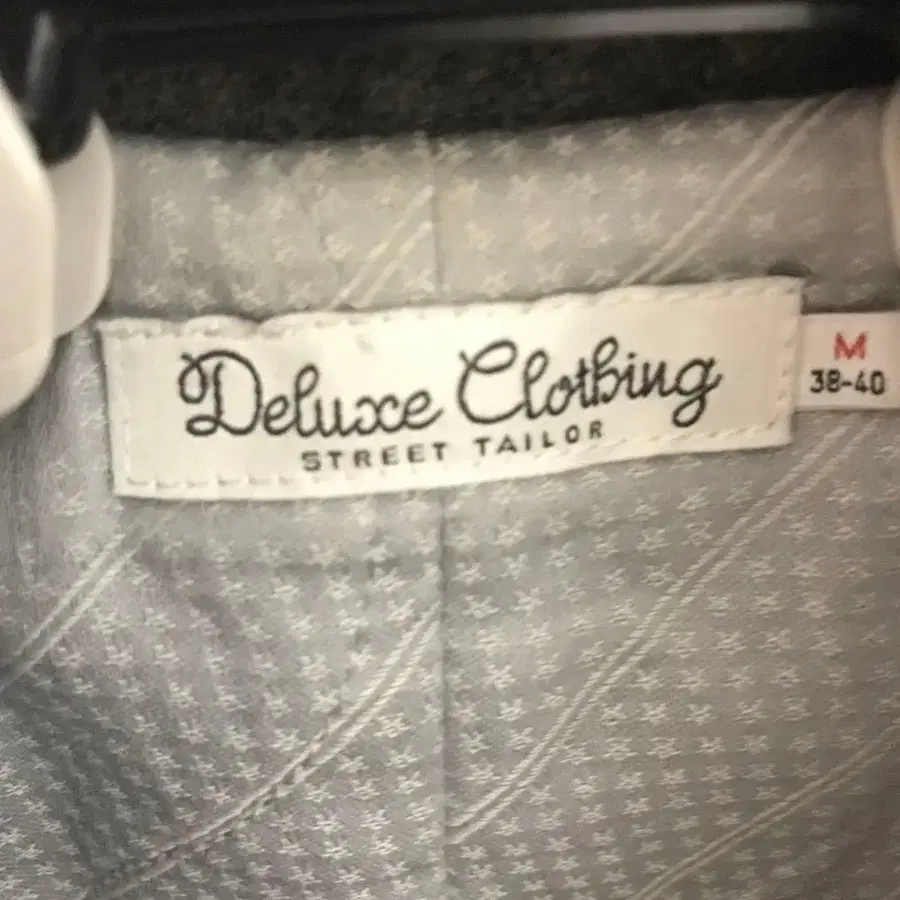 Deluxe Clothing
STREET TAILOR
M
38-40